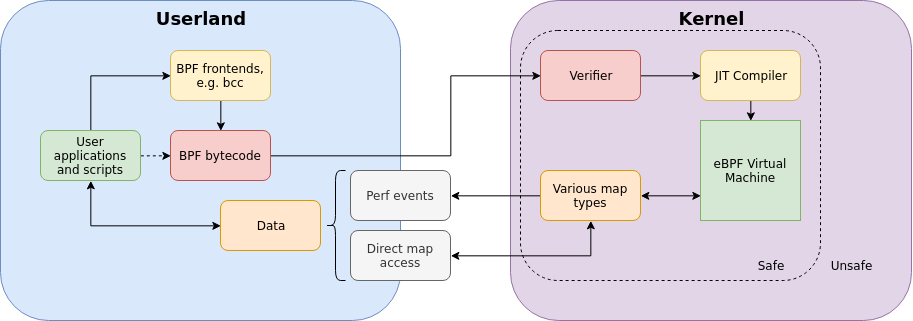 Userland
Kernel
BPF frontends,
e.g. bcc
Verifier
JIT Compiler
User
applications
and scripts
BPF bytecode
eBPF Virtual
Machine
Perf events
Various map
types
Data
Direct map
access
Safe
Unsafe